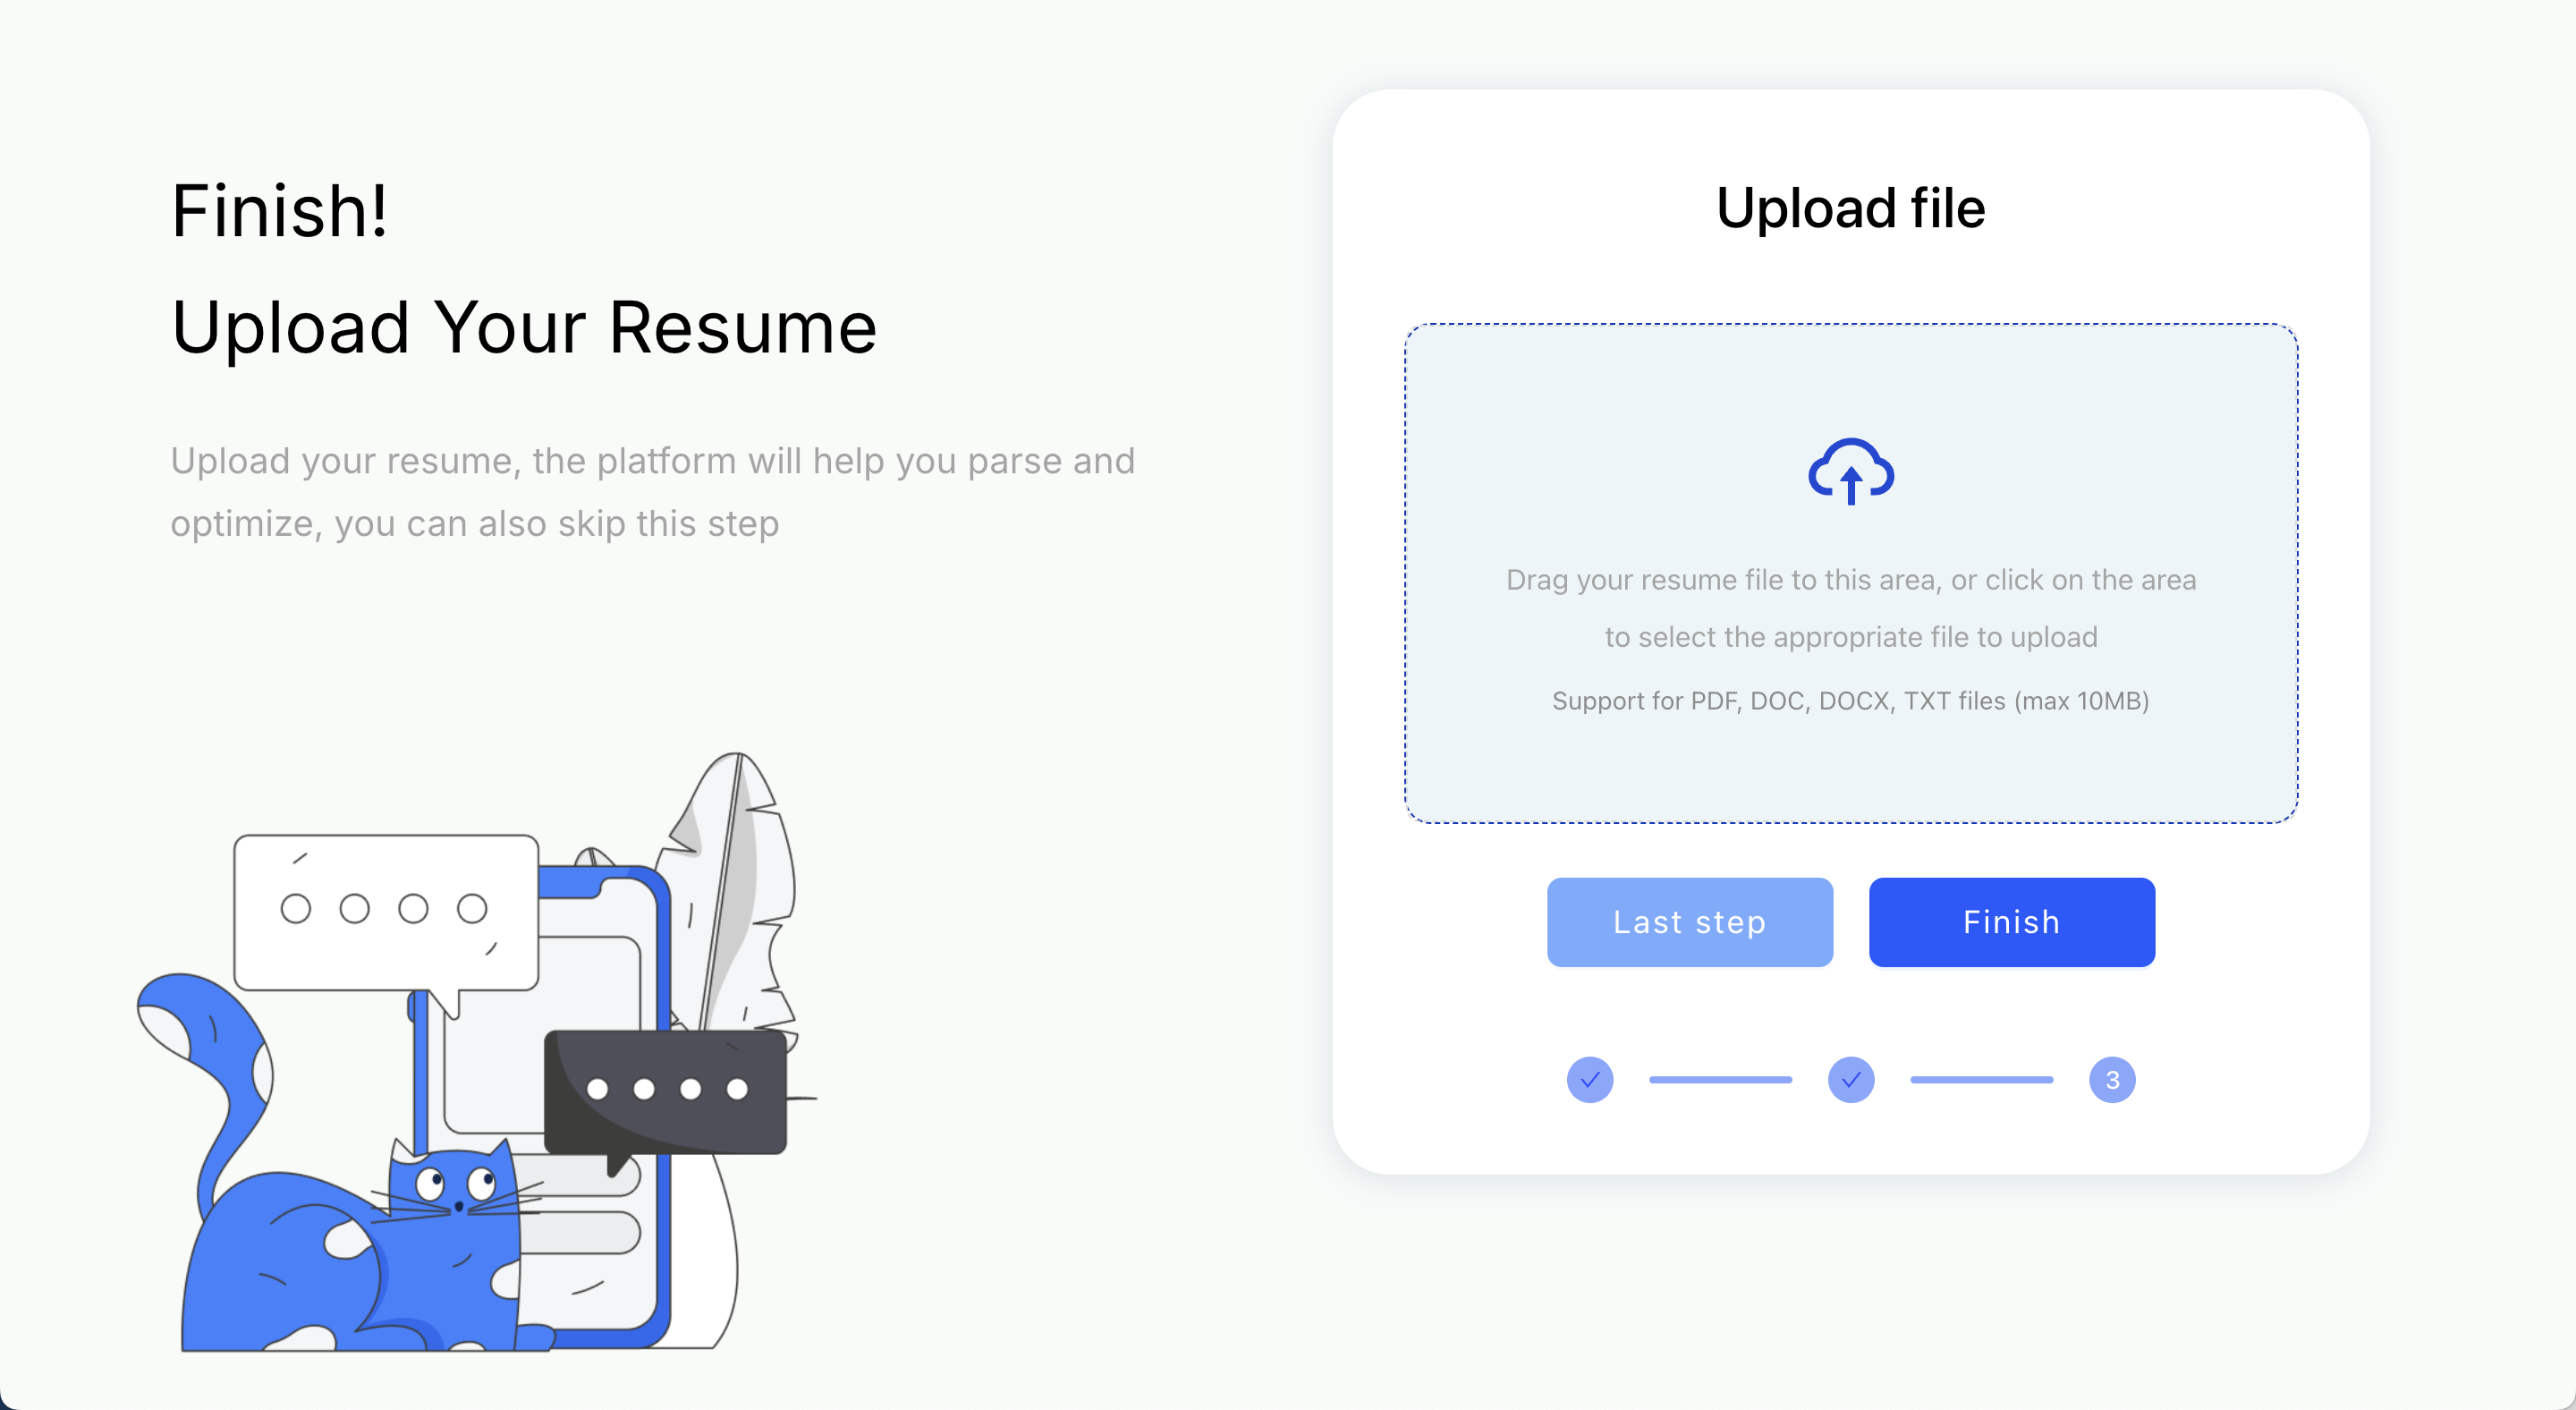 Finish!
Upload Your Resume
Upload your resume, the platform will help you parse and
optimize, you can also skip this step
Upload file
Drag your resume file to this area, or click on the area
to select the appropriate file to upload
Support for PDF, DOC, DOCX, TXT files (max 10MB)
Last step
Finish
3